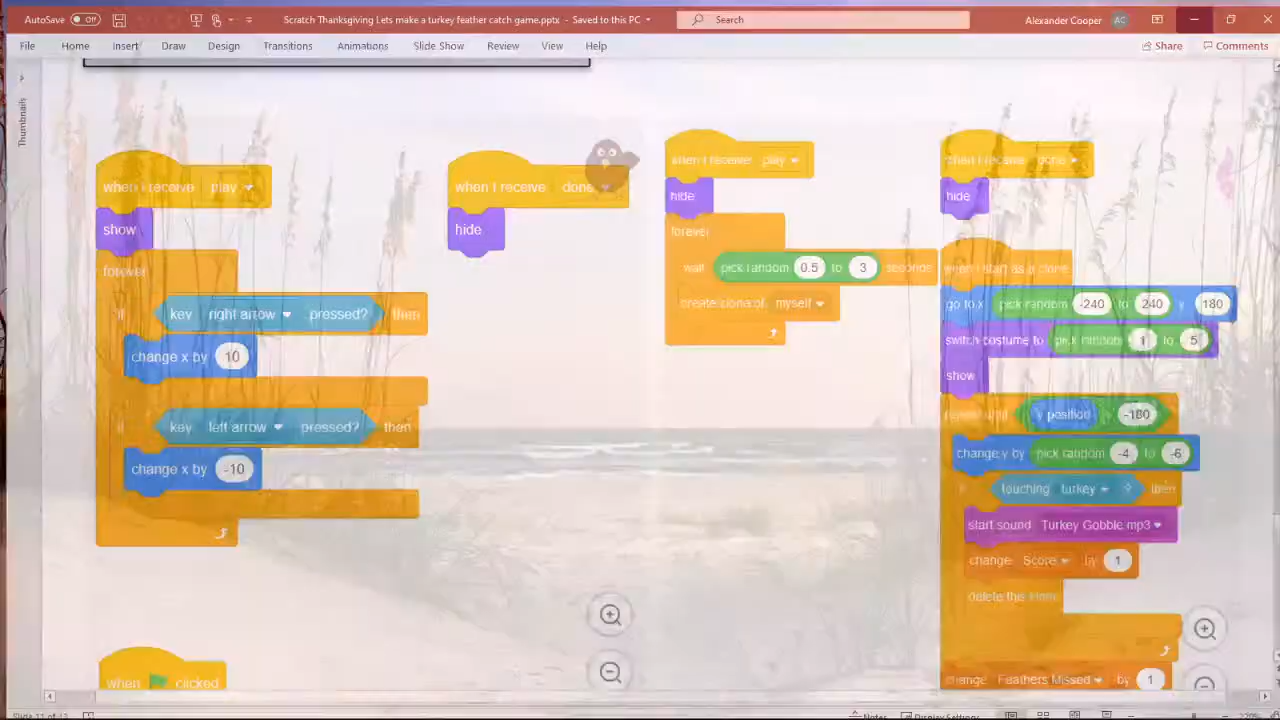 AutoSave Off Scratch Thanksgiving Lets make a turkey feather catch game.pptx - Saved to this PC Search Alexander Cooper AC
File Home Insert Draw Design Transitions Animations Slide Show Review View Help Share Comments
Thumbnails
when I receive play
show
forever
if key right arrow pressed? then
change x by 10
if key left arrow pressed? then
change x by -10
when clicked
when I receive done
hide
when I receive play
hide
forever
wait pick random 0.5 to 3 seconds
create clone of myself
when I receive done
hide
when I start as a clone
go to x pick random -240 to 240 y 180
switch costume to pick random 1 to 5
show
repeat until y position -180
change y by pick random -4 to -6
if touching turkey ? then
start sound Turkey Gobble mp3
change Score by 1
delete this clone
change Feathers Missed by 1
Slide 11 of 11 Notes Display Settings